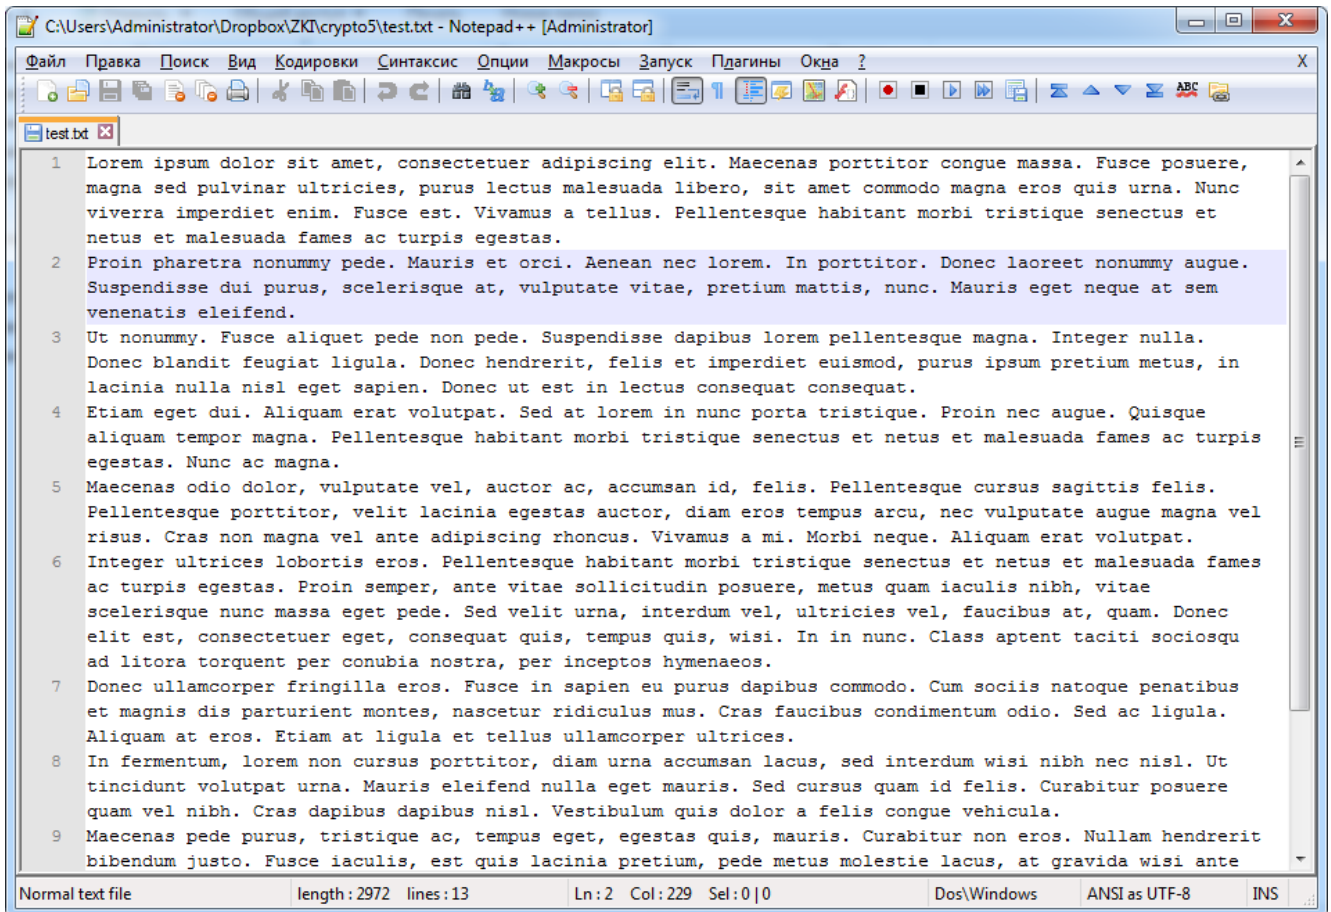 C:\Users\Administrator\Dropbox\ZKI\crypto5\test.txt - Notepad++ [Administrator]
Файл Правка Поиск Вид Кодировки Синтаксис Опции Макросы Запуск Плагины Окна ? X
ABC
test.txt
1 Lorem ipsum dolor sit amet, consectetuer adipiscing elit. Maecenas porttitor congue massa. Fusce posuere,
magna sed pulvinar ultricies, purus lectus malesuada libero, sit amet commodo magna eros quis urna. Nunc
viverra imperdiet enim. Fusce est. Vivamus a tellus. Pellentesque habitant morbi tristique senectus et
netus et malesuada fames ac turpis egestas.
2 Proin pharetra nonummy pede. Mauris et orci. Aenean nec lorem. In porttitor. Donec laoreet nonummy augue.
Suspendisse dui purus, scelerisque at, vulputate vitae, pretium mattis, nunc. Mauris eget neque at sem
venenatis eleifend.
3 Ut nonummy. Fusce aliquet pede non pede. Suspendisse dapibus lorem pellentesque magna. Integer nulla.
Donec blandit feugiat ligula. Donec hendrerit, felis et imperdiet euismod, purus ipsum pretium metus, in
lacinia nulla nisl eget sapien. Donec ut est in lectus consequat consequat.
4 Etiam eget dui. Aliquam erat volutpat. Sed at lorem in nunc porta tristique. Proin nec augue. Quisque
aliquam tempor magna. Pellentesque habitant morbi tristique senectus et netus et malesuada fames ac turpis
egestas. Nunc ac magna.
5 Maecenas odio dolor, vulputate vel, auctor ac, accumsan id, felis. Pellentesque cursus sagittis felis.
Pellentesque porttitor, velit lacinia egestas auctor, diam eros tempus arcu, nec vulputate augue magna vel
risus. Cras non magna vel ante adipiscing rhoncus. Vivamus a mi. Morbi neque. Aliquam erat volutpat.
6 Integer ultrices lobortis eros. Pellentesque habitant morbi tristique senectus et netus et malesuada fames
ac turpis egestas. Proin semper, ante vitae sollicitudin posuere, metus quam iaculis nibh, vitae
scelerisque nunc massa eget pede. Sed velit urna, interdum vel, ultricies vel, faucibus at, quam. Donec
elit est, consectetuer eget, consequat quis, tempus quis, wisi. In in nunc. Class aptent taciti sociosqu
ad litora torquent per conubia nostra, per inceptos hymenaeos.
7 Donec ullamcorper fringilla eros. Fusce in sapien eu purus dapibus commodo. Cum sociis natoque penatibus
et magnis dis parturient montes, nascetur ridiculus mus. Cras faucibus condimentum odio. Sed ac ligula.
Aliquam at eros. Etiam at ligula et tellus ullamcorper ultrices.
8 In fermentum, lorem non cursus porttitor, diam urna accumsan lacus, sed interdum wisi nibh nec nisl. Ut
tincidunt volutpat urna. Mauris eleifend nulla eget mauris. Sed cursus quam id felis. Curabitur posuere
quam vel nibh. Cras dapibus dapibus nisl. Vestibulum quis dolor a felis congue vehicula.
9 Maecenas pede purus, tristique ac, tempus eget, egestas quis, mauris. Curabitur non eros. Nullam hendrerit
bibendum justo. Fusce iaculis, est quis lacinia pretium, pede metus molestie lacus, at gravida wisi ante
Normal text file length : 2972 lines : 13 Ln : 2 Col : 229 Sel : 0 | 0 Dos\Windows ANSI as UTF-8 INS